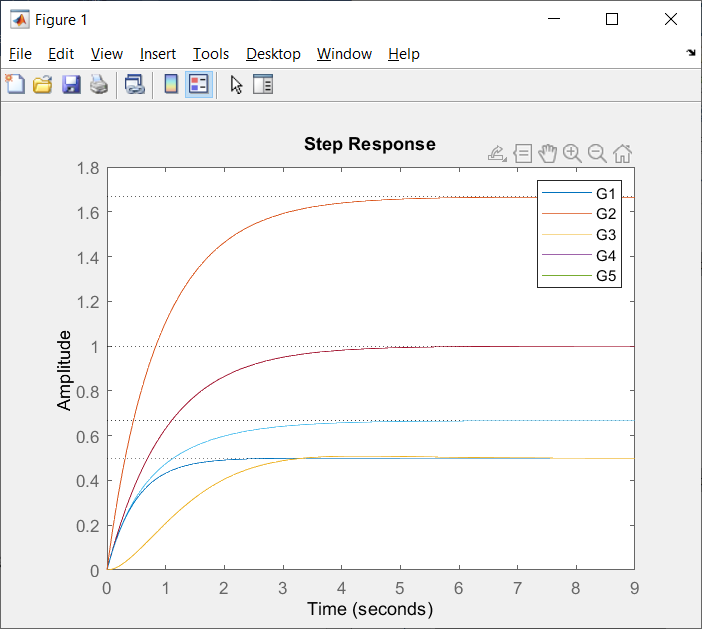 Figure 1
File Edit View Insert Tools Desktop Window Help
Step Response
1.8
1.6
1.4
1.2
1
0.8
0.6
0.4
0.2
0
Amplitude
G1
G2
G3
G4
G5
0 1 2 3 4 5 6 7 8 9
Time (seconds)